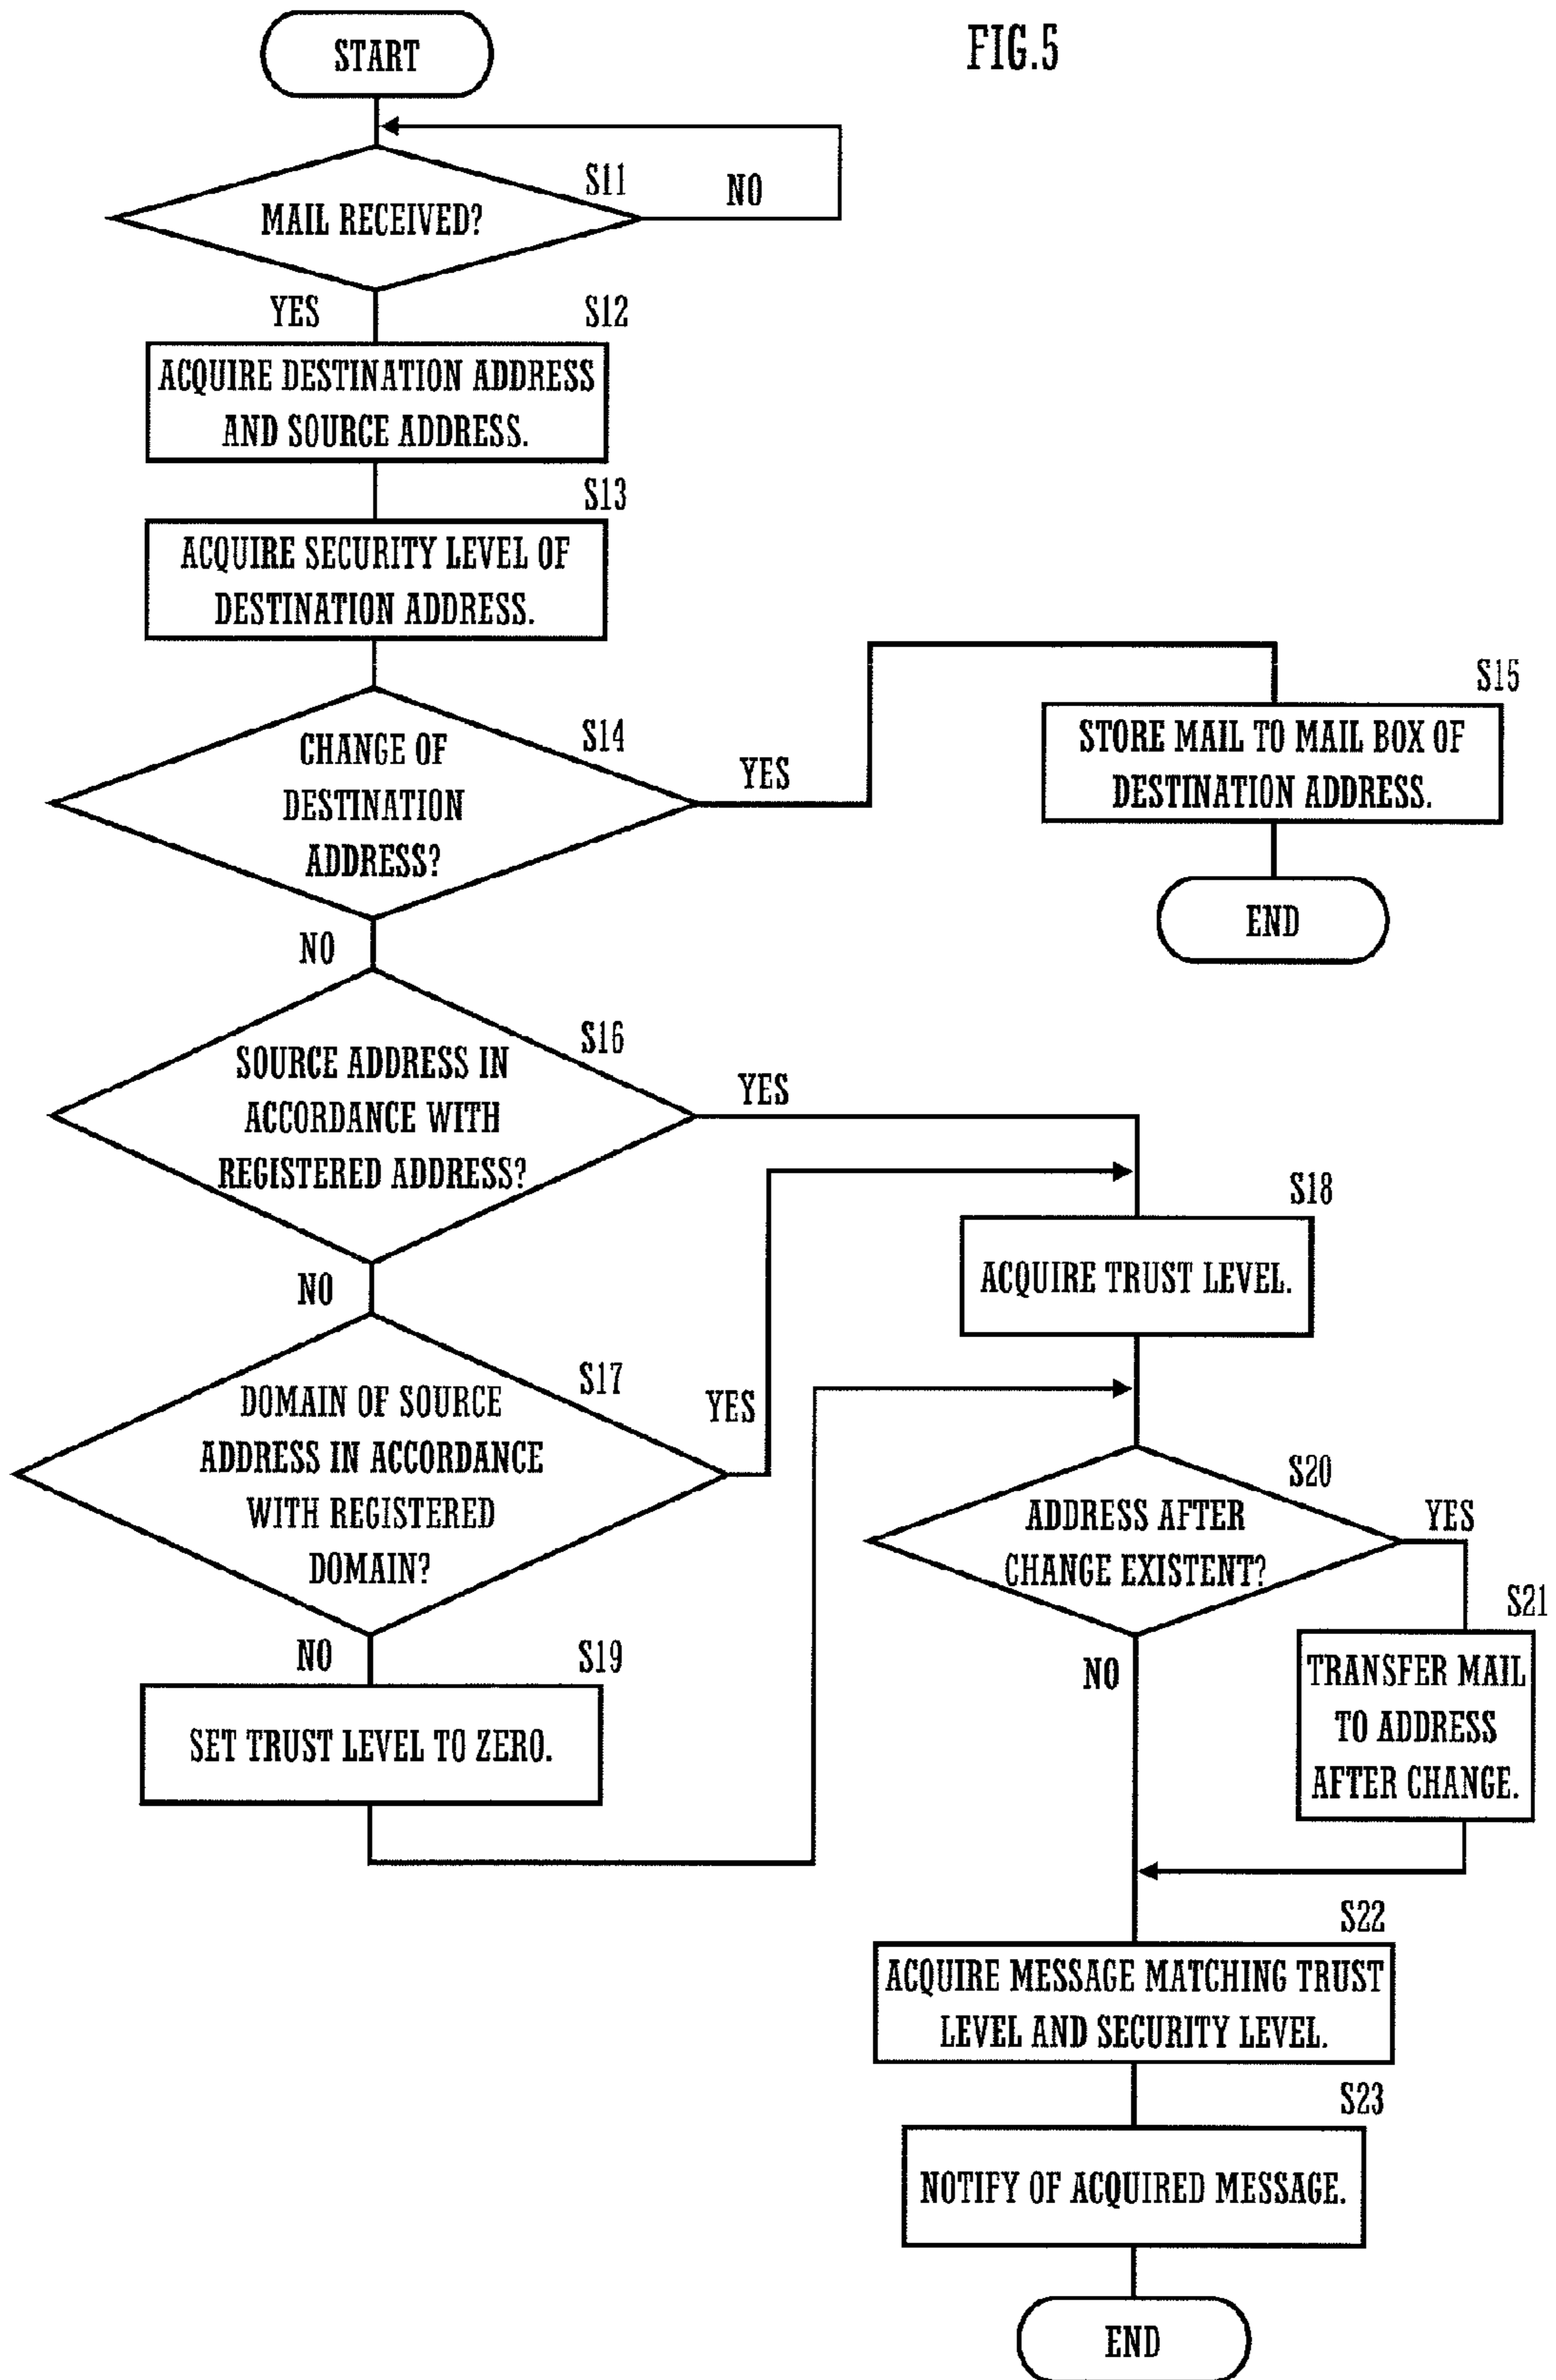 FIG.5
START
S11
MAIL RECEIVED?
NO
YES
S12
ACQUIRE DESTINATION ADDRESS
AND SOURCE ADDRESS.
S13
ACQUIRE SECURITY LEVEL OF
DESTINATION ADDRESS.
S14
CHANGE OF
DESTINATION
ADDRESS?
YES
S15
STORE MAIL TO MAIL BOX OF
DESTINATION ADDRESS.
END
NO
S16
SOURCE ADDRESS IN
ACCORDANCE WITH
REGISTERED ADDRESS?
YES
NO
S17
DOMAIN OF SOURCE
ADDRESS IN ACCORDANCE
WITH REGISTERED
DOMAIN?
YES
S18
ACQUIRE TRUST LEVEL.
NO
S19
SET TRUST LEVEL TO ZERO.
S20
ADDRESS AFTER
CHANGE EXISTENT?
YES
S21
TRANSFER MAIL
TO ADDRESS
AFTER CHANGE.
NO
S22
ACQUIRE MESSAGE MATCHING TRUST
LEVEL AND SECURITY LEVEL.
S23
NOTIFY OF ACQUIRED MESSAGE.
END